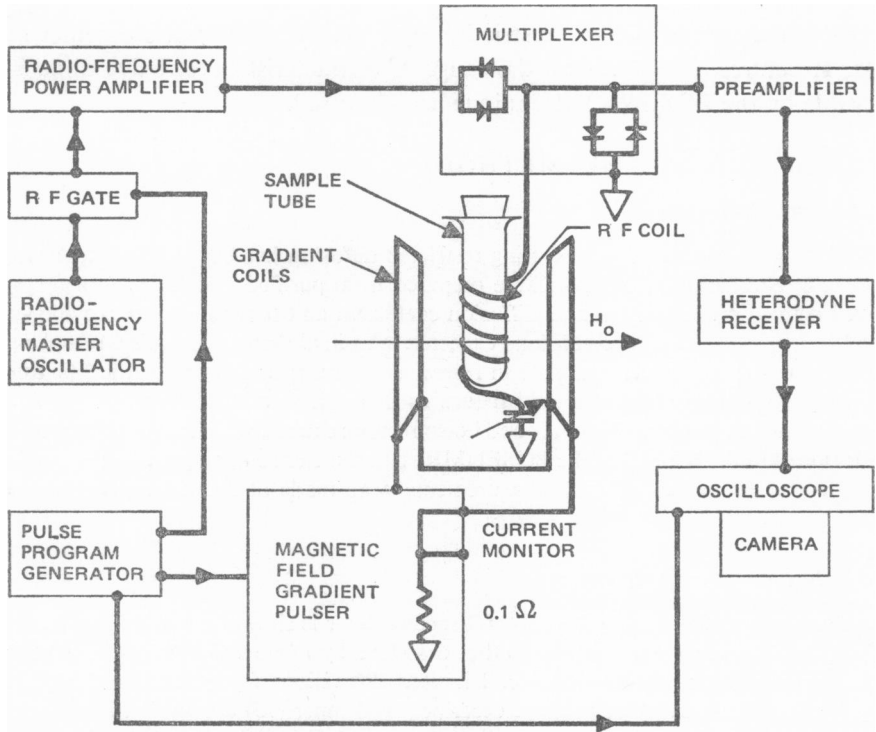 MULTIPLEXER
RADIO-FREQUENCY
POWER AMPLIFIER
PREAMPLIFIER
R F GATE
SAMPLE
TUBE
R F COIL
GRADIENT
COILS
RADIO-
FREQUENCY
MASTER
OSCILLATOR
HETERODYNE
RECEIVER
Ho
OSCILLOSCOPE
CAMERA
PULSE
PROGRAM
GENERATOR
MAGNETIC
FIELD
GRADIENT
PULSER
CURRENT
MONITOR
0.1 Ω